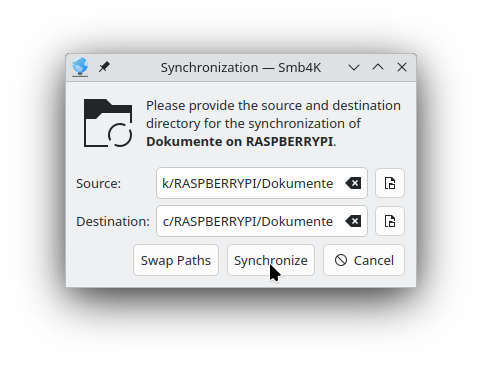 Synchronization — Smb4K
Please provide the source and destination
directory for the synchronization of
Dokumente on RASPBERRYPI.
Source: k/RASPBERRYPI/Dokumente
Destination: c/RASPBERRYPI/Dokumente
Swap Paths Synchronize Cancel